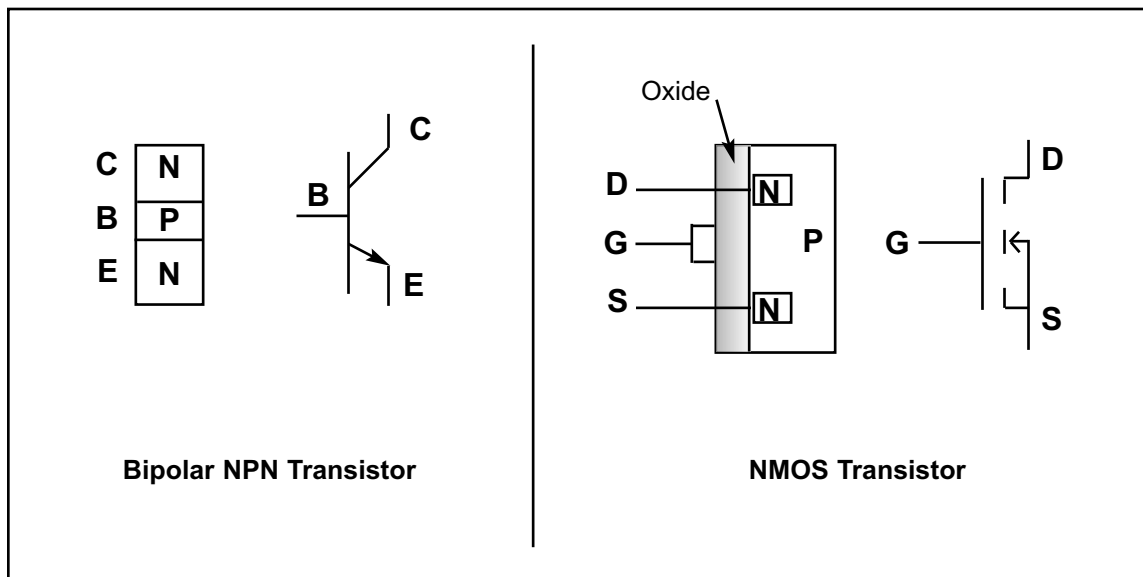 C
N
B
P
E
N
C
B
E
Bipolar NPN Transistor
Oxide
D
N
G
P
S
N
D
G
S
NMOS Transistor